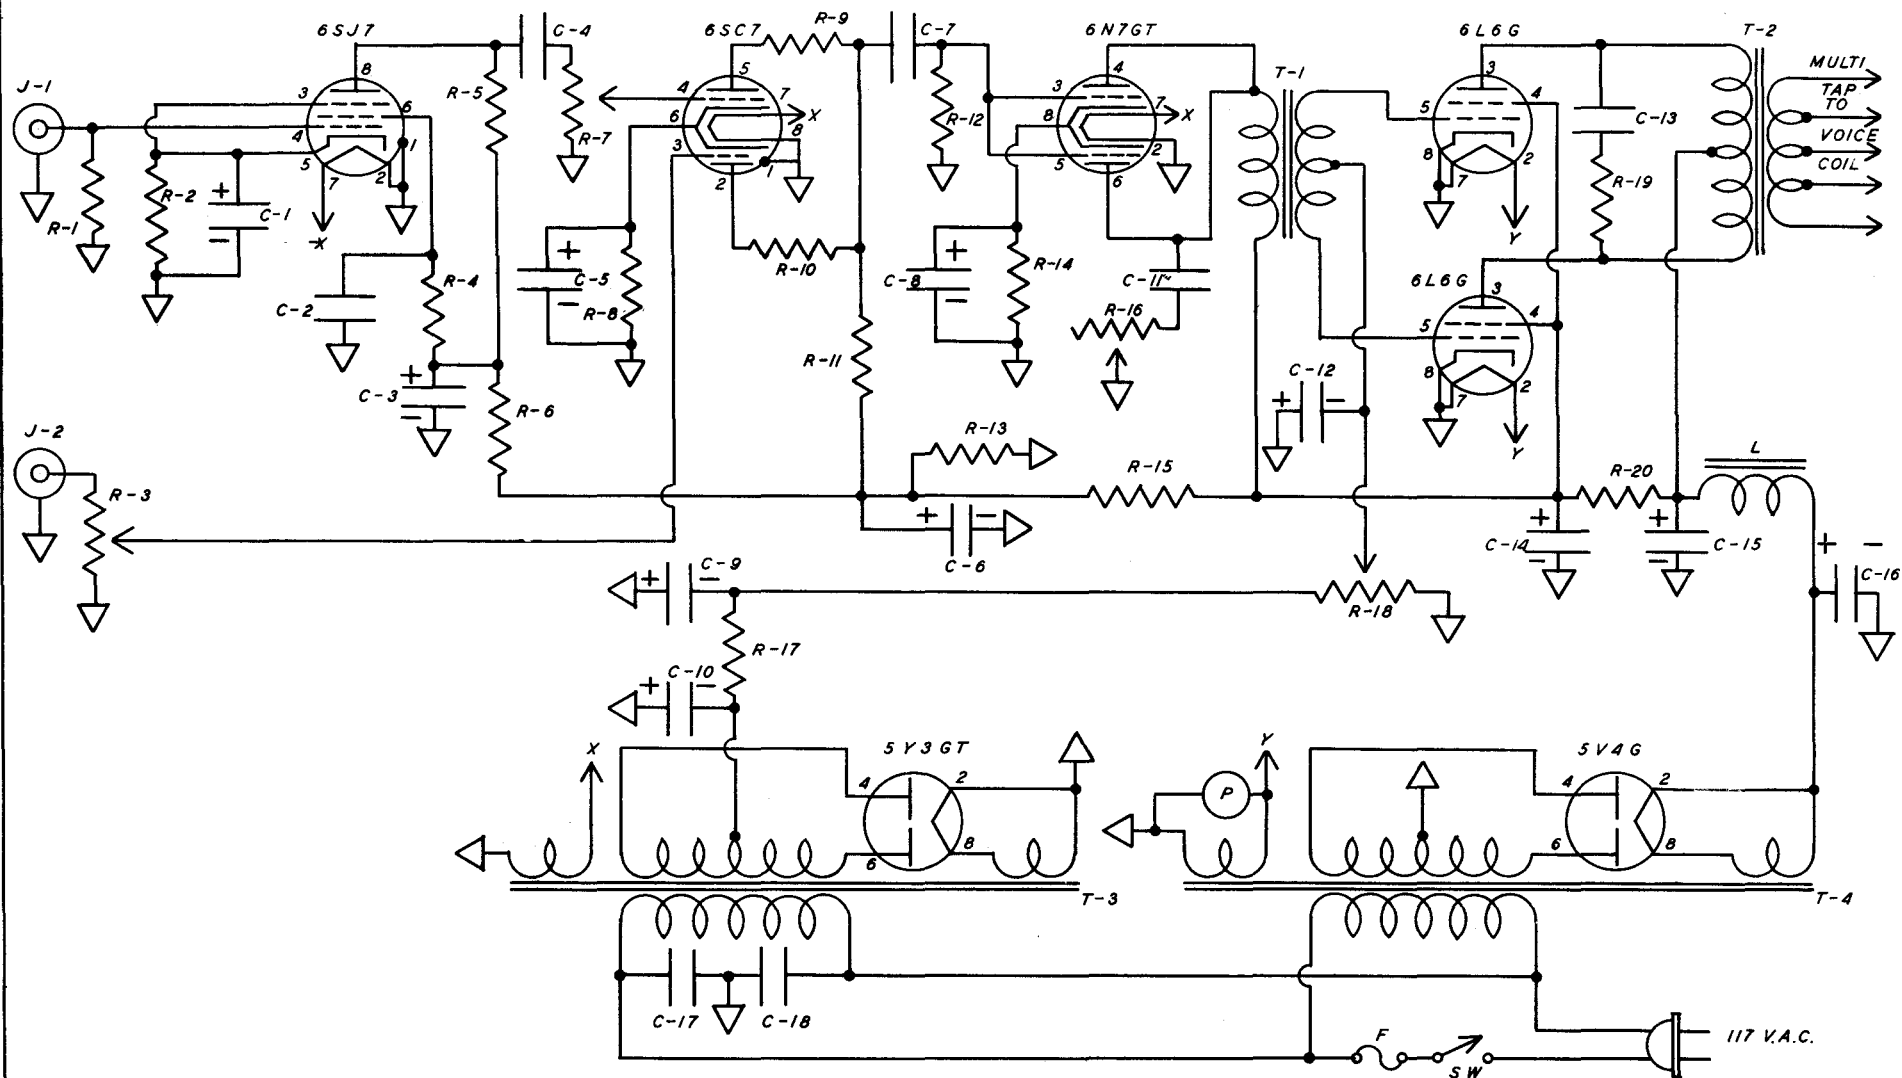 6SJ7
C-4
6SC7
R-9
C-7
6N7GT
6L6G
T-2
J-1
8
3
4
5
7
6
1
2
R-5
R-7
4
5
7
6
3
8
2
1
X
R-12
4
3
7
8
5
2
6
X
T-1
3
5
4
8
7
2
Y
C-13
R-19
MULTI
TAP
TO
VOICE
COIL
R-1
R-2
+
C-1
-
-X
C-2
R-4
+
C-5
-
R-8
R-10
+
C-8
-
R-14
C-11
R-16
6L6G
3
5
4
8
7
2
Y
+
C-3
-
R-6
R-11
C-12
+ -
J-2
R-3
R-13
R-15
R-20
L
+ -
C-6
+
C-14
-
+
C-15
-
+ -
C-16
C-9
+ -
R-18
R-17
C-10
+ -
X
5Y3GT
4
2
6
8
Y
P
5V4G
4
2
6
8
T-3
T-4
C-17
C-18
F
SW
117 V.A.C.